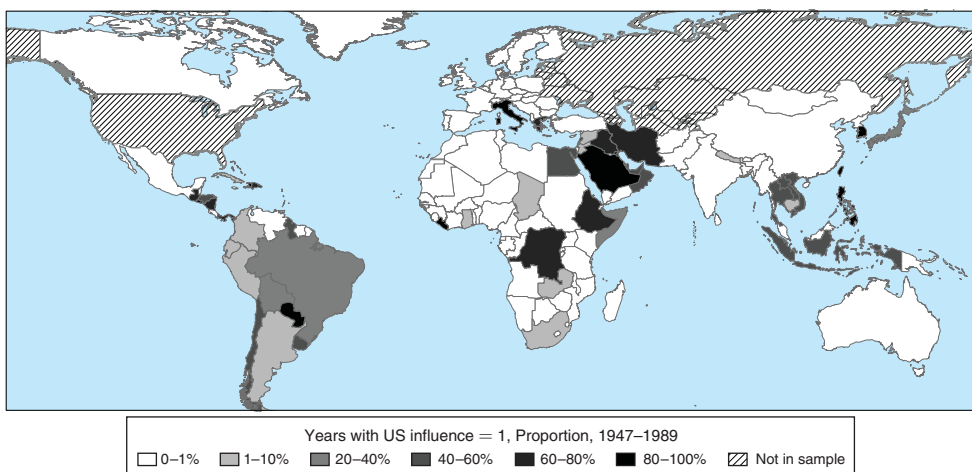 Years with US influence = 1, Proportion, 1947–1989
0–1% 1–10% 20–40% 40–60% 60–80% 80–100% Not in sample